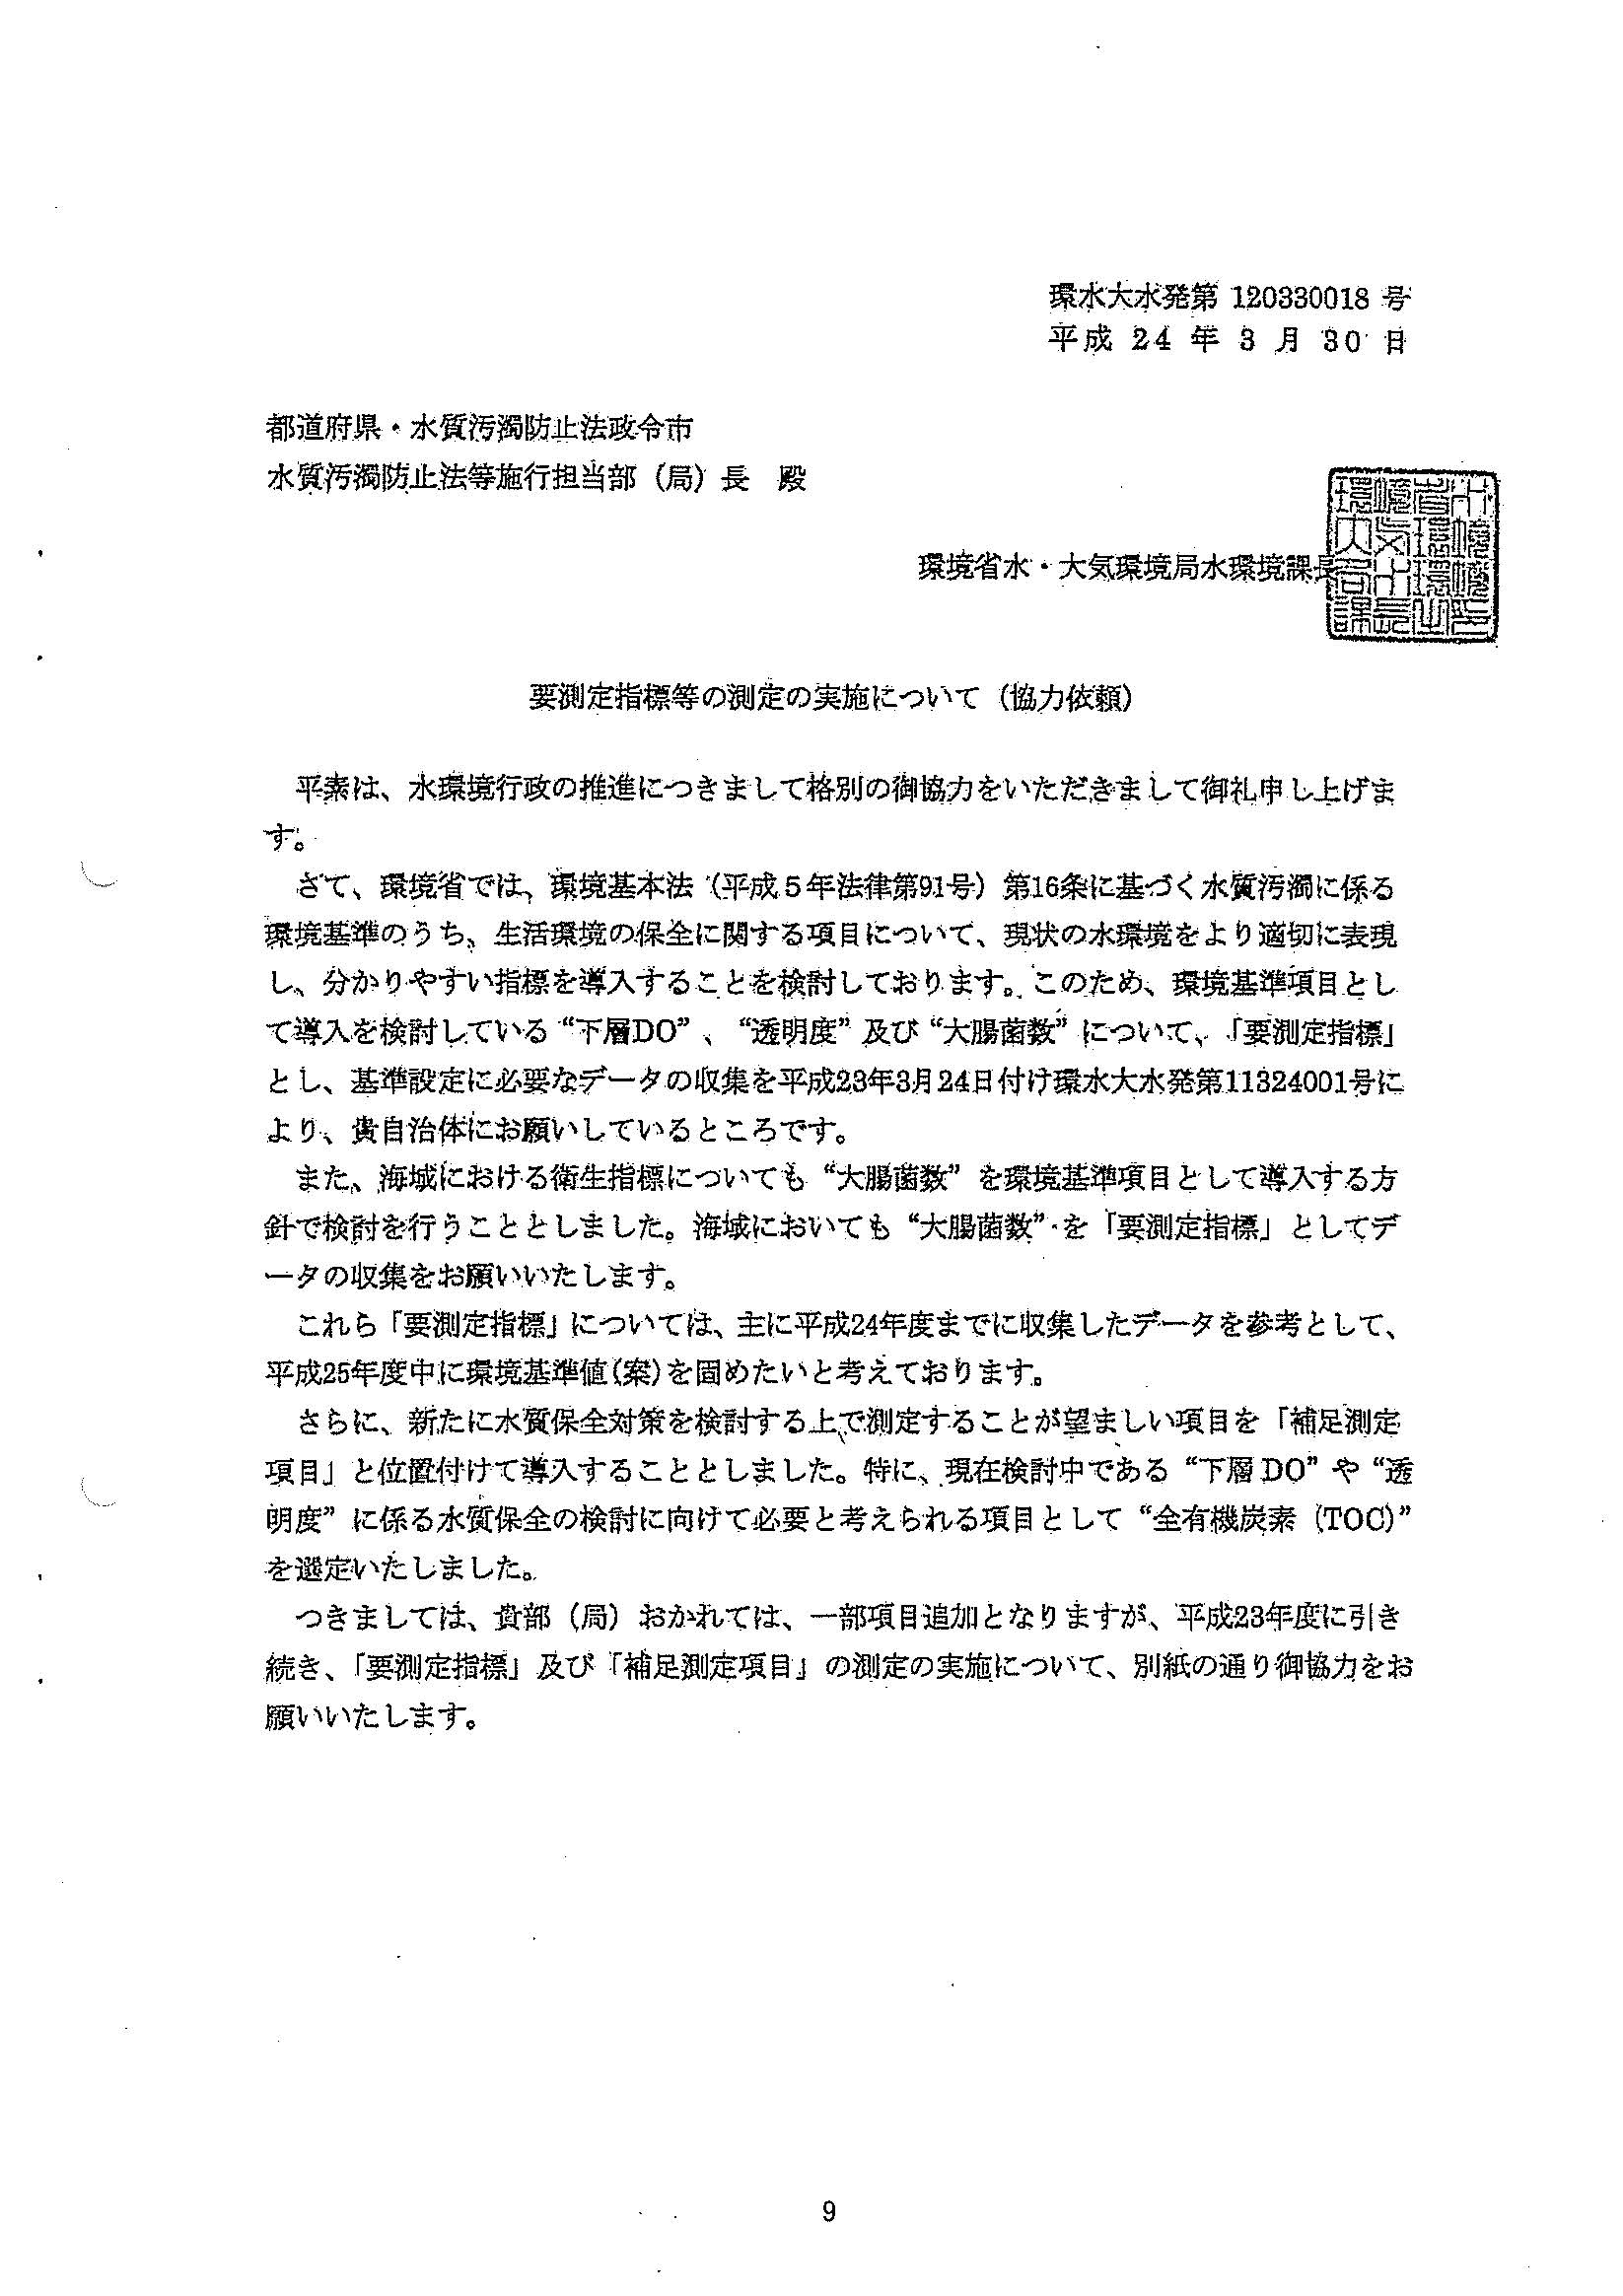 環水大水発第 120330018 号
平成 24 年 3 月 30 日
都道府県・水質汚濁防止法政令市
水質汚濁防止法等施行担当部（局）長　殿
環境省水・大気環境局水環境課長
要測定指標等の測定の実施について（協力依頼）
平素は、水環境行政の推進につきまして格別の御協力をいただきまして御礼申し上げま
す。
さて、環境省では、環境基本法（平成５年法律第91号）第16条に基づく水質汚濁に係る
環境基準のうち、生活環境の保全に関する項目について、現状の水環境をより適切に表現
し、分かりやすい指標を導入することを検討しております。このため、環境基準項目とし
て導入を検討している“下層DO”、“透明度”及び“大腸菌数”について、「要測定指標」
とし、基準設定に必要なデータの収集を平成23年3月24日付け環水大水発第11324001号に
より、貴自治体にお願いしているところです。
また、海域における衛生指標についても“大腸菌数”を環境基準項目として導入する方
針で検討を行うこととしました。海域においても“大腸菌数”を「要測定指標」としてデ
ータの収集をお願いいたします。
これら「要測定指標」については、主に平成24年度までに収集したデータを参考として、
平成25年度中に環境基準値（案）を固めたいと考えております。
さらに、新たに水質保全対策を検討する上で測定することが望ましい項目を「補足測定
項目」と位置付けて導入することとしました。特に、現在検討中である“下層 DO”や“透
明度”に係る水質保全の検討に向けて必要と考えられる項目として“全有機炭素（TOC）”
を選定いたしました。
つきましては、貴部（局）おかれては、一部項目追加となりますが、平成23年度に引き
続き、「要測定指標」及び「補足測定項目」の測定の実施について、別紙の通り御協力をお
願いいたします。
9